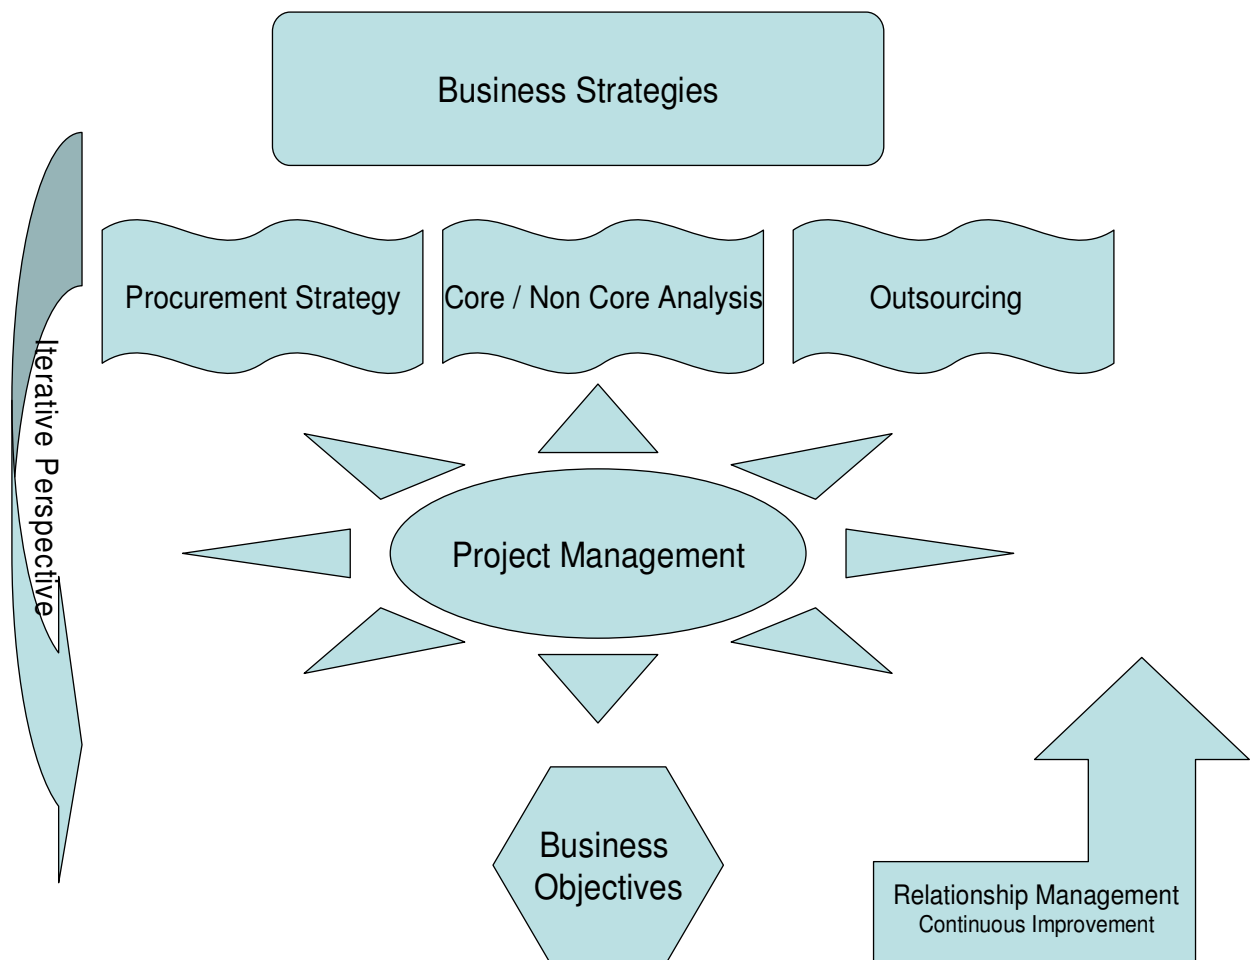 Business Strategies
Procurement Strategy
Core / Non Core Analysis
Outsourcing
Iterative Perspective
Project Management
Business
Objectives
Relationship Management
Continuous Improvement